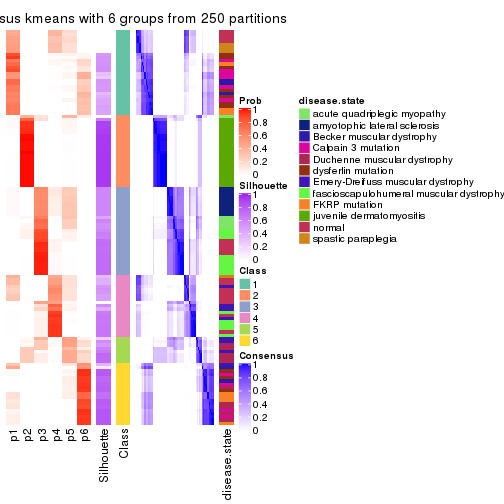 sus kmeans with 6 groups from 250 partitions
p1
p2
p3
p4
p5
p6
Silhouette
Class
disease.state
Prob
1
0.8
0.6
0.4
0.2
0
Silhouette
1
0.8
0.6
0.4
0.2
0
Class
1
2
3
4
5
6
Consensus
1
0.8
0.6
0.4
0.2
0
disease.state
acute quadriplegic myopathy
amyotophic lateral sclerosis
Becker muscular dystrophy
Calpain 3 mutation
Duchenne muscular dystrophy
dysferlin mutation
Emery-Dreifuss muscular dystrophy
fascioscapulohumeral muscular dystrophy
FKRP mutation
juvenile dermatomyositis
normal
spastic paraplegia